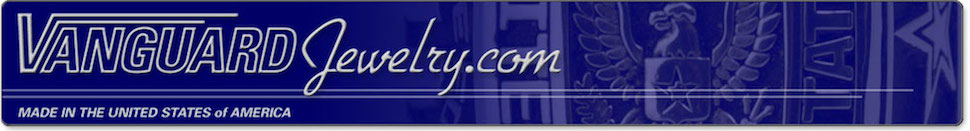 VANGUARD Jewelry.com
MADE IN THE UNITED STATES of AMERICA